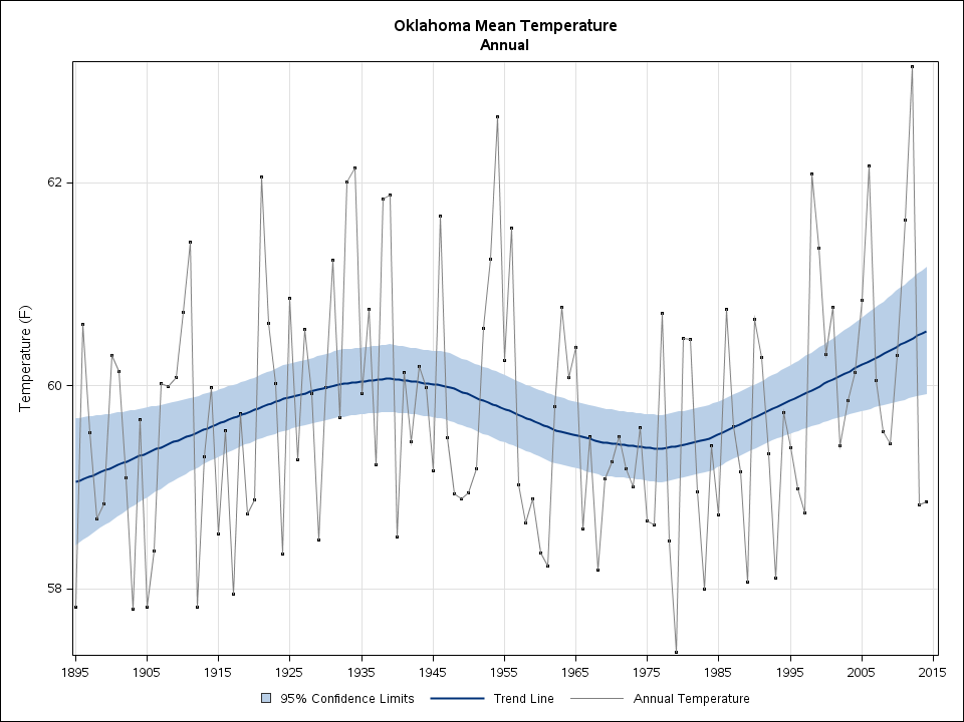 Oklahoma Mean Temperature
Annual
Temperature (F)
62
60
58
1895 1905 1915 1925 1935 1945 1955 1965 1975 1985 1995 2005 2015
95% Confidence Limits Trend Line Annual Temperature